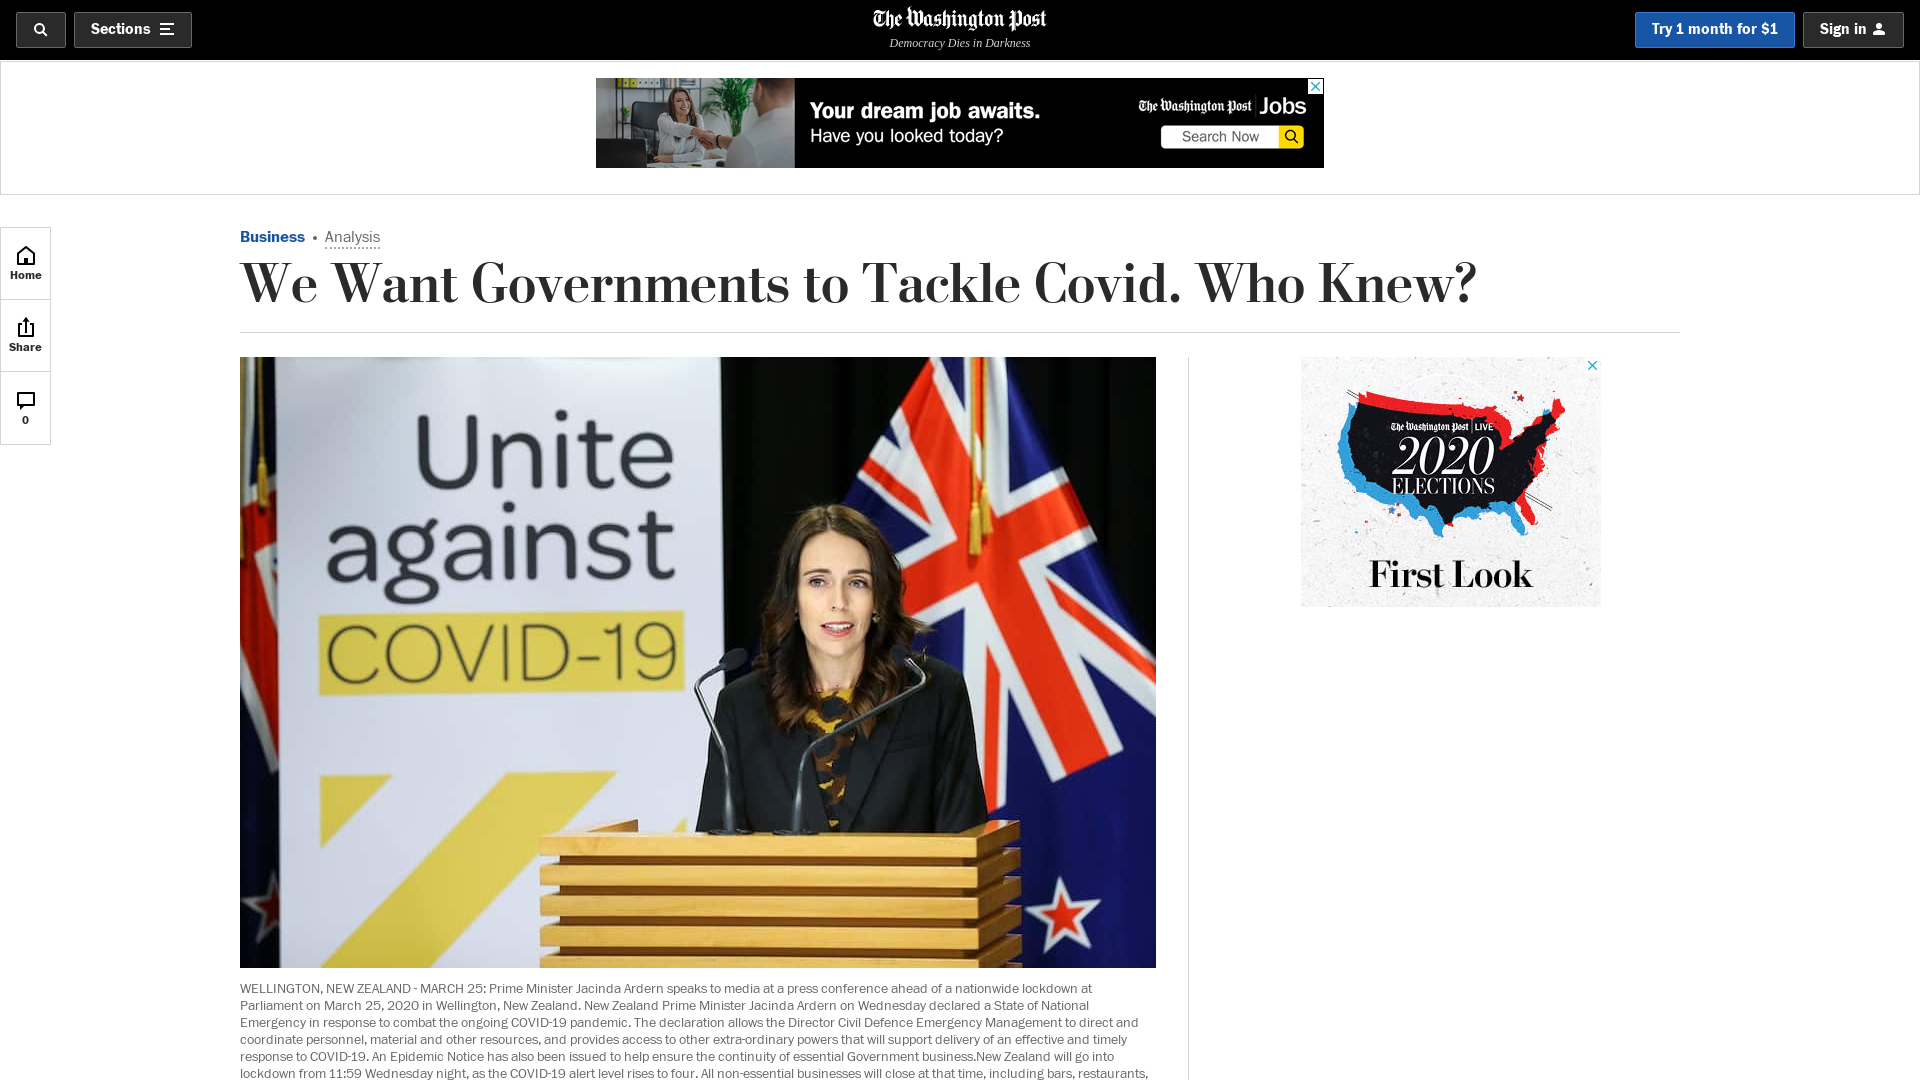 Sections
The Washington Post
Democracy Dies in Darkness
Try 1 month for $1
Sign in
Your dream job awaits.
Have you looked today?
The Washington Post Jobs
Search Now
Home
Share
0
Business • Analysis
We Want Governments to Tackle Covid. Who Knew?
Unite
against
COVID-19
The Washington Post LIVE
2020
ELECTIONS
First Look
WELLINGTON, NEW ZEALAND - MARCH 25: Prime Minister Jacinda Ardern speaks to media at a press conference ahead of a nationwide lockdown at
Parliament on March 25, 2020 in Wellington, New Zealand. New Zealand Prime Minister Jacinda Ardern on Wednesday declared a State of National
Emergency in response to combat the ongoing COVID-19 pandemic. The declaration allows the Director Civil Defence Emergency Management to direct and
coordinate personnel, material and other resources, and provides access to other extra-ordinary powers that will support delivery of an effective and timely
response to COVID-19. An Epidemic Notice has also been issued to help ensure the continuity of essential Government business.New Zealand will go into
lockdown from 11:59 Wednesday night, as the COVID-19 alert level rises to four. All non-essential businesses will close at that time, including bars, restaurants,